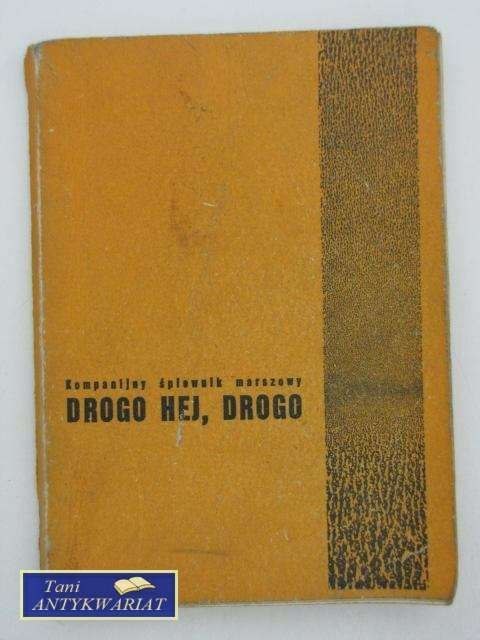 Kompanijny śpiewnik marszowy
DROGO HEJ, DROGO
Tani
ANTYKWARIAT